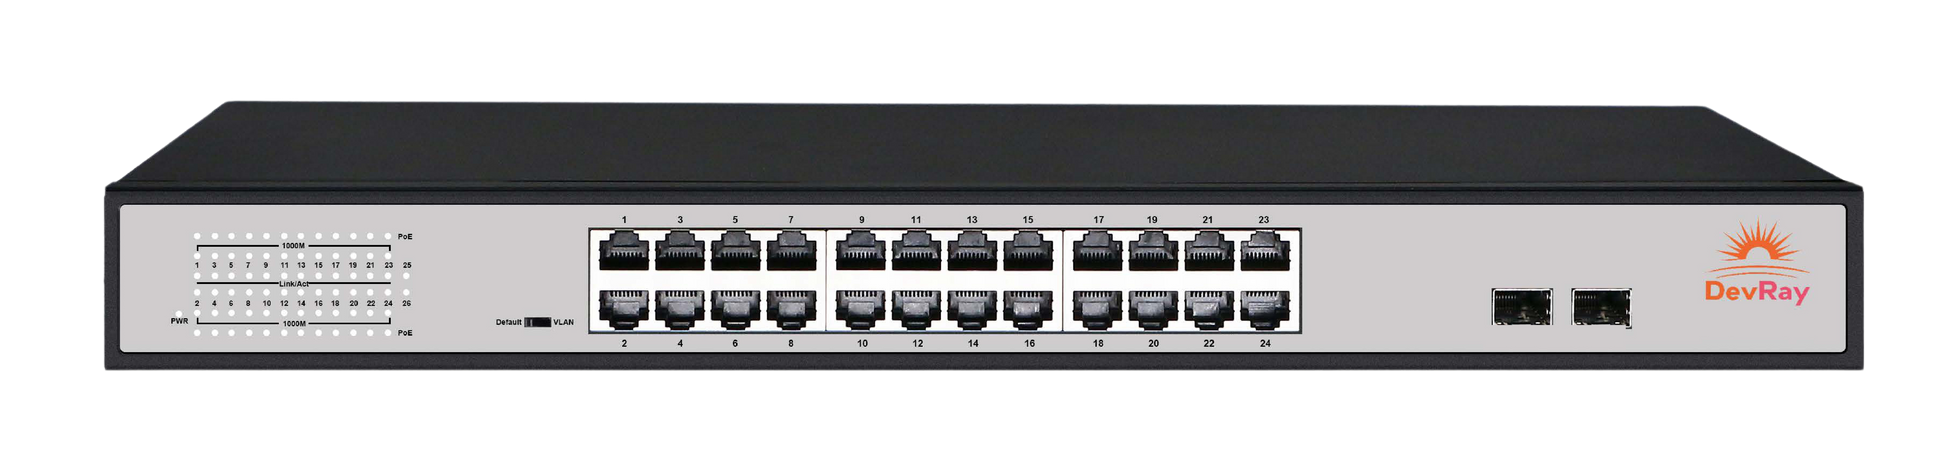 PoE
1000M
1 3 5 7 9 11 13 15 17 19 21 23 25
Link/Act
2 4 6 8 10 12 14 16 18 20 22 24 26
PWR
1000M
PoE
Default VLAN
1 3 5 7 9 11 13 15 17 19 21 23
2 4 6 8 10 12 14 16 18 20 22 24
DevRay